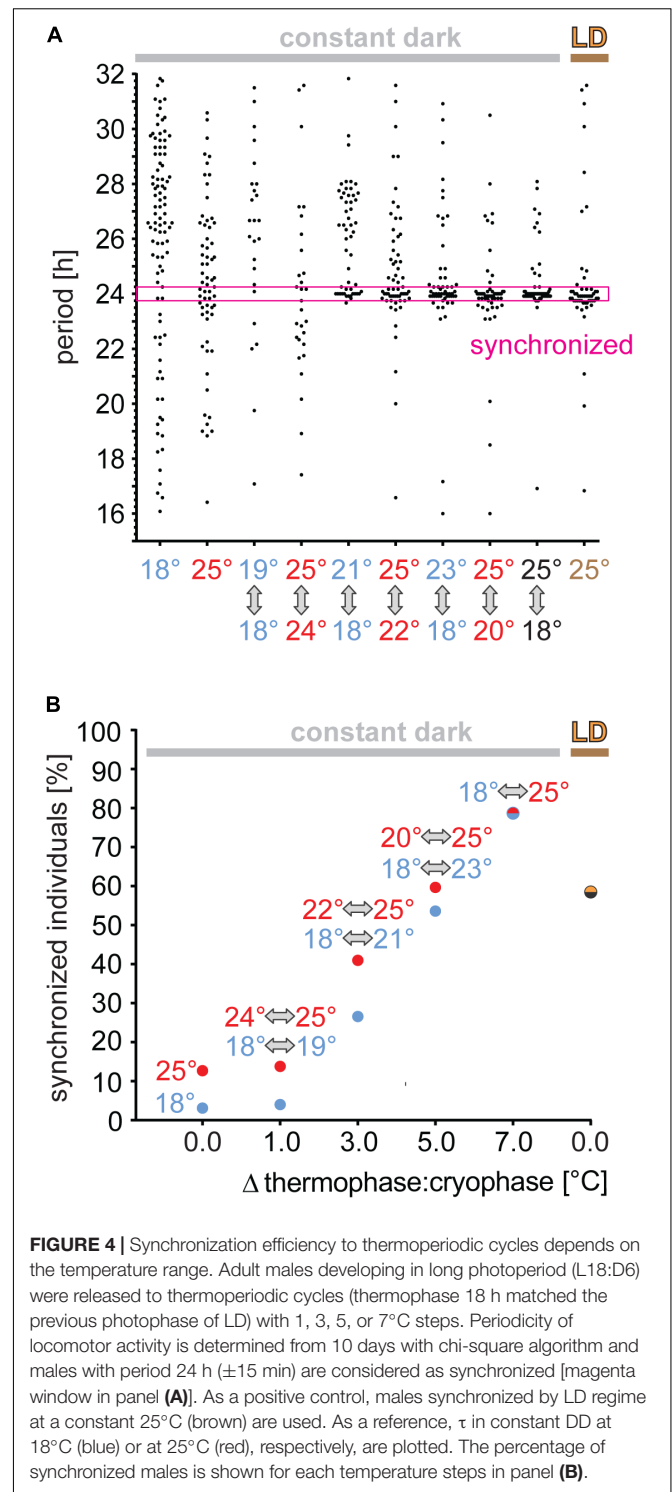 A
constant dark
LD
32
30
28
26
24
22
20
18
16
period [h]
synchronized
18° 25° 19° 25° 21° 25° 23° 25° 25° 25°
18° 24° 18° 22° 18° 20° 18°
B
constant dark
LD
100
90
80
70
60
50
40
30
20
10
0
synchronized individuals [%]
18° 25°
20° 25°
18° 23°
22° 25°
18° 21°
24° 25°
18° 19°
25°
18°
0.0 1.0 3.0 5.0 7.0 0.0
Δ thermophase:cryophase [°C]
FIGURE 4 | Synchronization efficiency to thermoperiodic cycles depends on
the temperature range. Adult males developing in long photoperiod (L18:D6)
were released to thermoperiodic cycles (thermophase 18 h matched the
previous photophase of LD) with 1, 3, 5, or 7°C steps. Periodicity of
locomotor activity is determined from 10 days with chi-square algorithm and
males with period 24 h (±15 min) are considered as synchronized [magenta
window in panel (A)]. As a positive control, males synchronized by LD regime
at a constant 25°C (brown) are used. As a reference, τ in constant DD at
18°C (blue) or at 25°C (red), respectively, are plotted. The percentage of
synchronized males is shown for each temperature steps in panel (B).